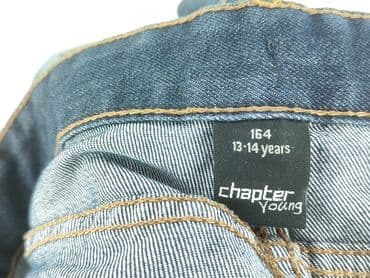 164
13-14 years
chapter
young